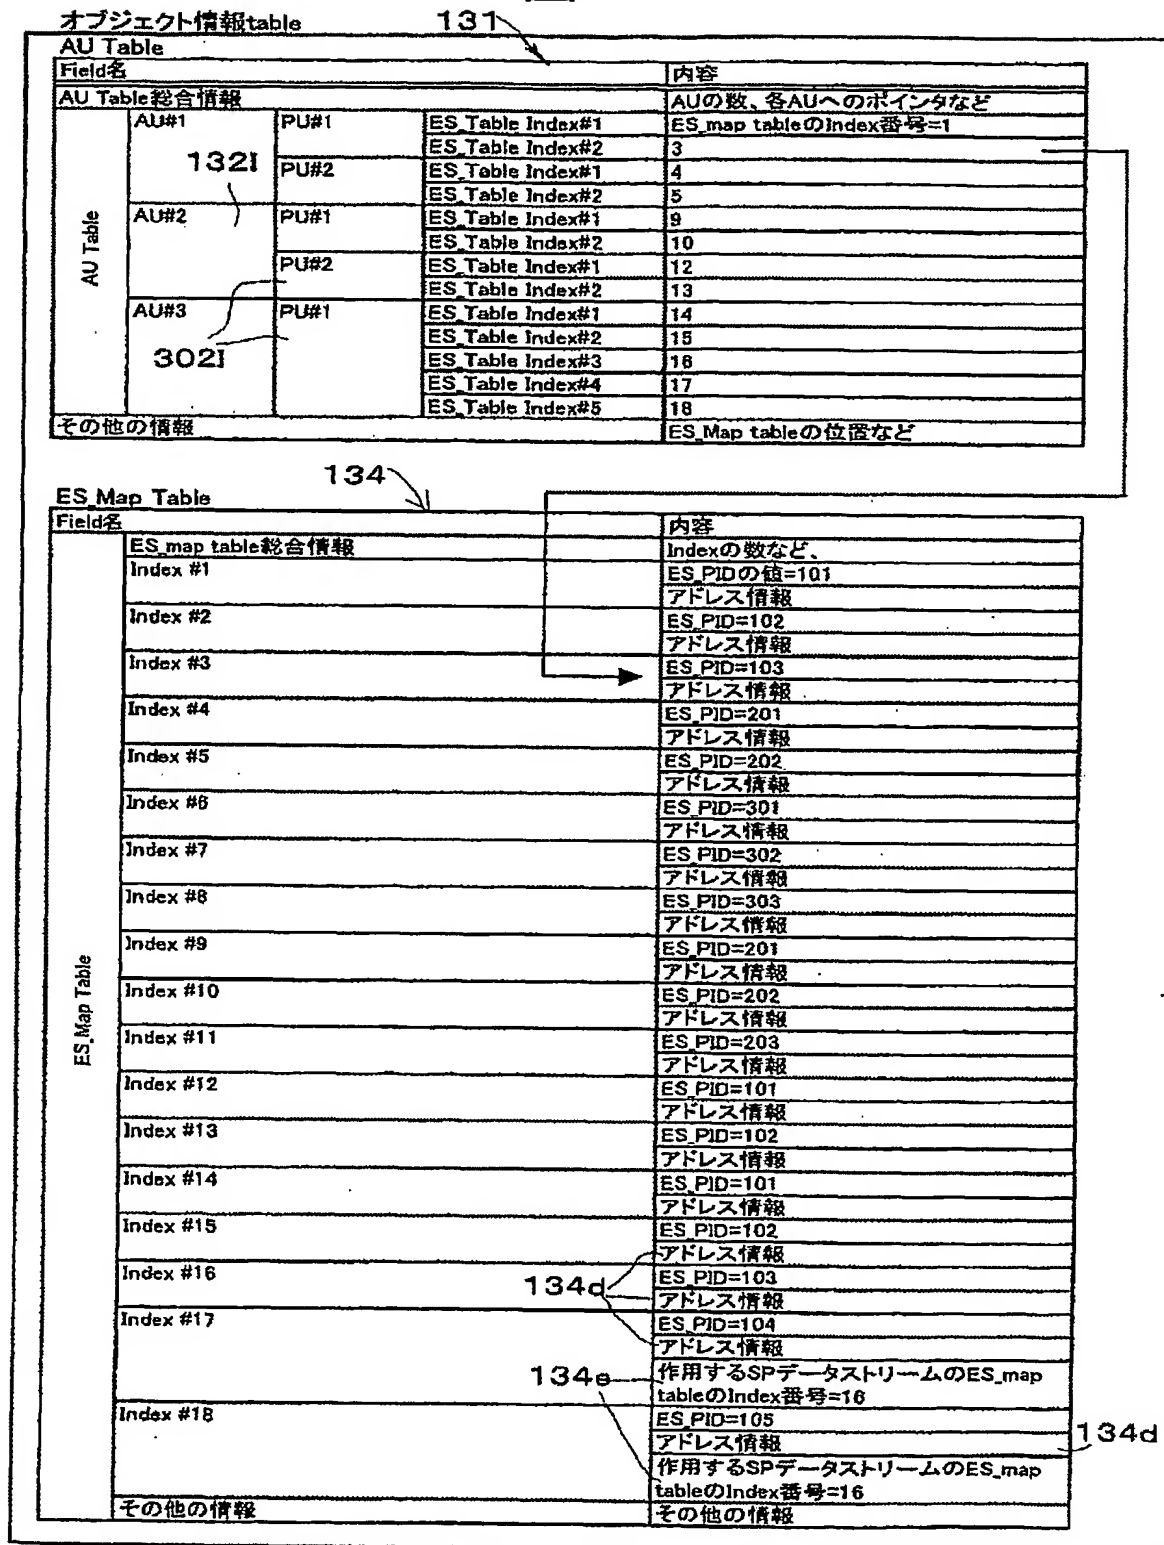 オブジェクト情報table
131
AU Table
Field名 内容
AU Table総合情報 AUの数、各AUへのポインタなど
AU Table
AU#1 PU#1 ES_Table Index#1 ES_map tableのIndex番号=1
ES_Table Index#2 3
132I
PU#2 ES_Table Index#1 4
ES_Table Index#2 5
AU#2 PU#1 ES_Table Index#1 9
ES_Table Index#2 10
PU#2 ES_Table Index#1 12
ES_Table Index#2 13
AU#3 PU#1 ES_Table Index#1 14
ES_Table Index#2 15
302I
ES_Table Index#3 16
ES_Table Index#4 17
ES_Table Index#5 18
その他の情報 ES_Map tableの位置など
134
ES_Map Table
Field名 内容
ES_Map Table
ES_map table総合情報 Indexの数など、
Index #1 ES_PIDの値=101
アドレス情報
Index #2 ES_PID=102
アドレス情報
Index #3 ES_PID=103
アドレス情報
Index #4 ES_PID=201
アドレス情報
Index #5 ES_PID=202
アドレス情報
Index #6 ES_PID=301
アドレス情報
Index #7 ES_PID=302
アドレス情報
Index #8 ES_PID=303
アドレス情報
Index #9 ES_PID=201
アドレス情報
Index #10 ES_PID=202
アドレス情報
Index #11 ES_PID=203
アドレス情報
Index #12 ES_PID=101
アドレス情報
Index #13 ES_PID=102
アドレス情報
Index #14 ES_PID=101
アドレス情報
Index #15 ES_PID=102
アドレス情報
Index #16 ES_PID=103
134d
アドレス情報
Index #17 ES_PID=104
アドレス情報
134e
作用するSPデータストリームのES_map
tableのIndex番号=16
Index #18 ES_PID=105
アドレス情報
134d
作用するSPデータストリームのES_map
tableのIndex番号=16
その他の情報 その他の情報